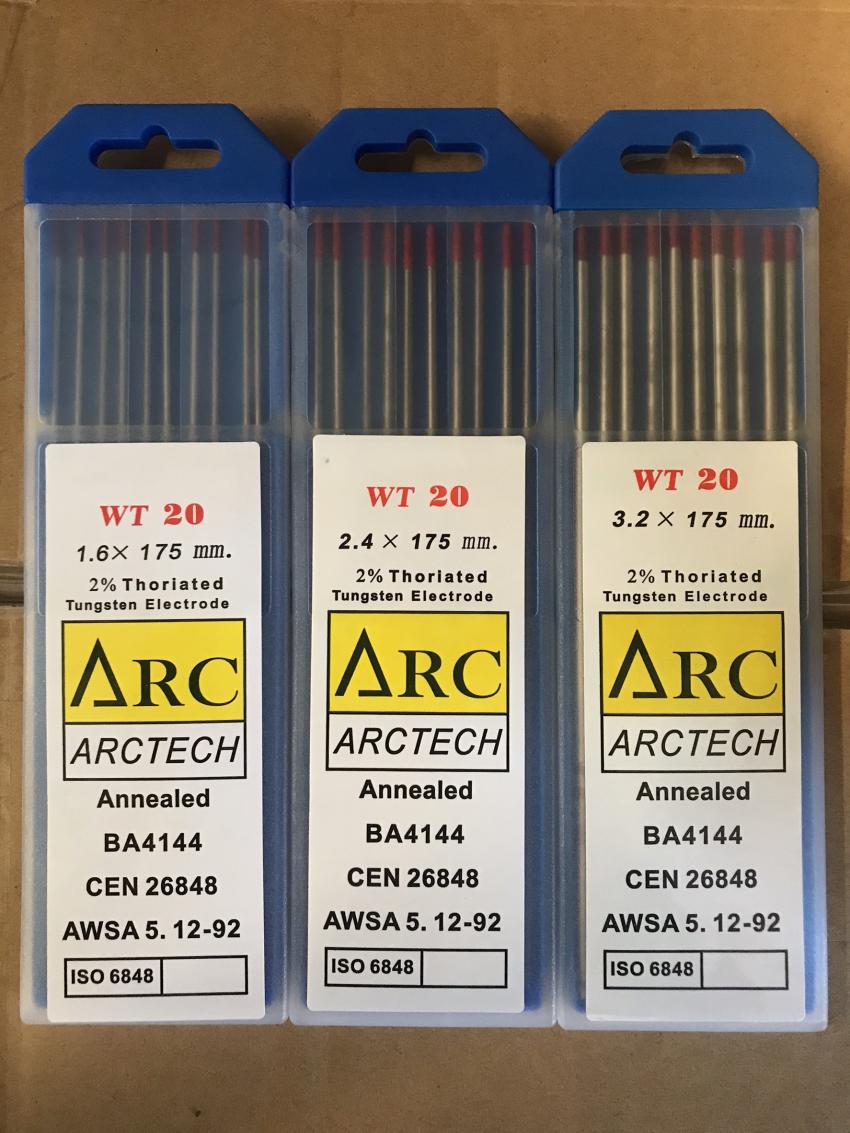 WT 20
1.6× 175 mm.
2% Thoriated
Tungsten Electrode
ARC
ARCTECH
Annealed
BA4144
CEN 26848
AWSA 5. 12-92
ISO 6848
WT 20
2.4 × 175 mm.
2% Thoriated
Tungsten Electrode
ARC
ARCTECH
Annealed
BA4144
CEN 26848
AWSA 5. 12-92
ISO 6848
WT 20
3.2 × 175 mm.
2% Thoriated
Tungsten Electrode
ARC
ARCTECH
Annealed
BA4144
CEN 26848
AWSA 5. 12-92
ISO 6848